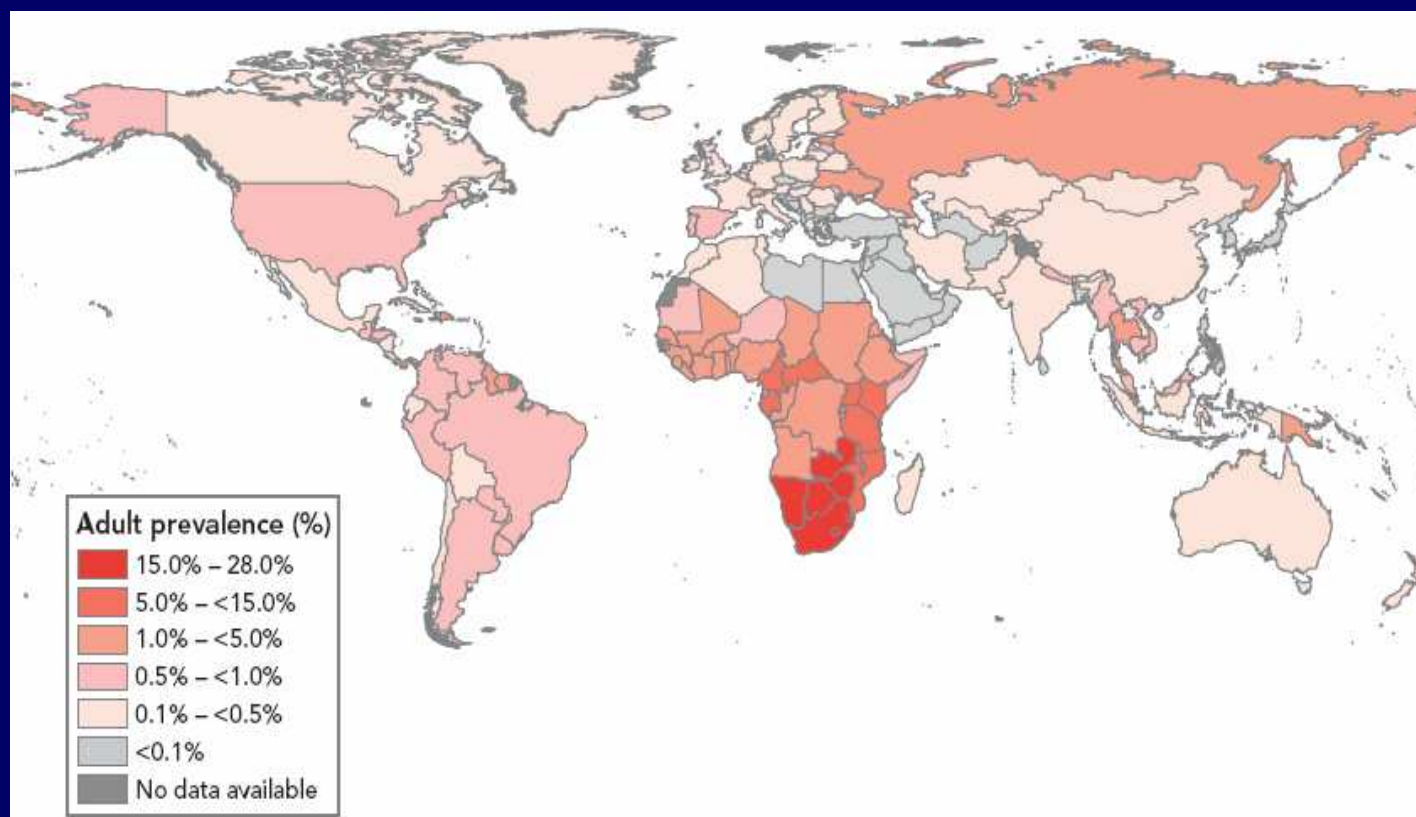 Adult prevalence (%)
15.0% – 28.0%
5.0% – <15.0%
1.0% – <5.0%
0.5% – <1.0%
0.1% – <0.5%
<0.1%
No data available